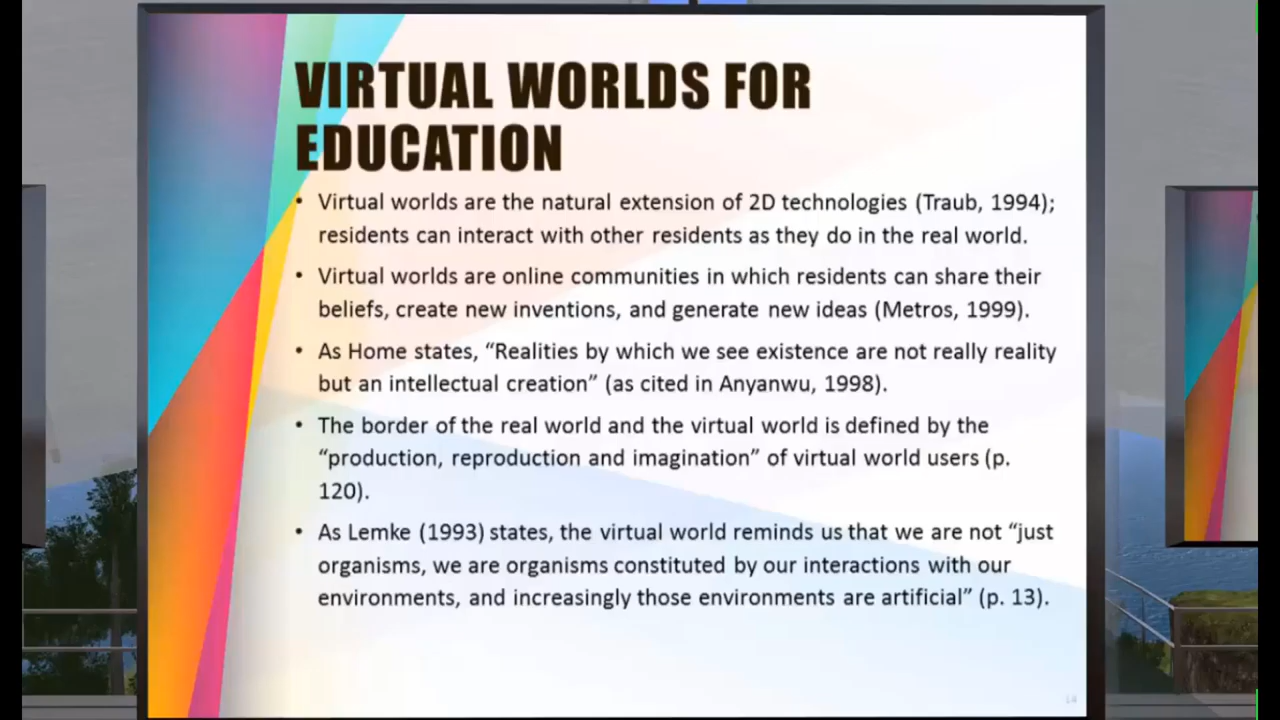 VIRTUAL WORLDS FOR
EDUCATION
• Virtual worlds are the natural extension of 2D technologies (Traub, 1994);
residents can interact with other residents as they do in the real world.
• Virtual worlds are online communities in which residents can share their
beliefs, create new inventions, and generate new ideas (Metros, 1999).
• As Home states, “Realities by which we see existence are not really reality
but an intellectual creation” (as cited in Anyanwu, 1998).
• The border of the real world and the virtual world is defined by the
“production, reproduction and imagination” of virtual world users (p.
120).
• As Lemke (1993) states, the virtual world reminds us that we are not “just
organisms, we are organisms constituted by our interactions with our
environments, and increasingly those environments are artificial” (p. 13).
14